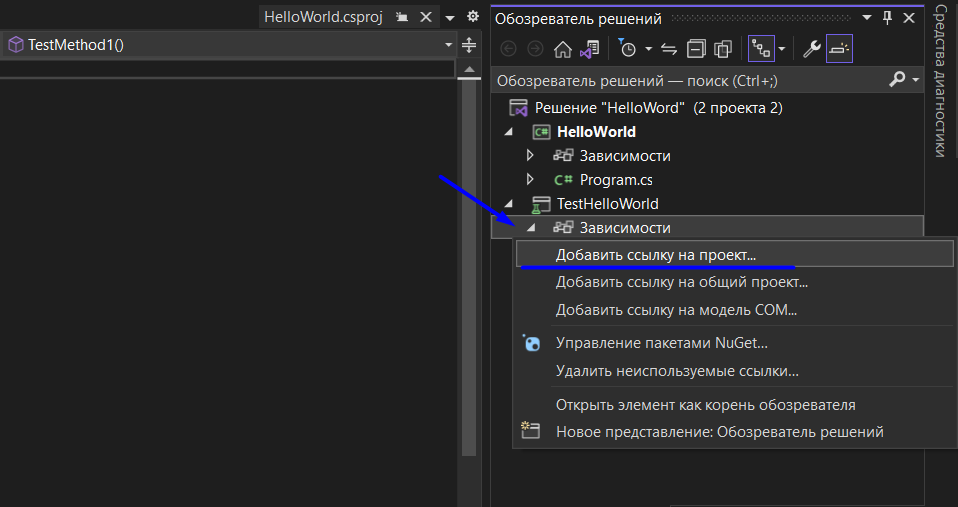 HelloWorld.csproj
TestMethod1()
Обозреватель решений
Обозреватель решений — поиск (Ctrl+;)
Решение "HelloWord" (2 проекта 2)
C# HelloWorld
Зависимости
C# Program.cs
TestHelloWorld
Зависимости
Добавить ссылку на проект...
Добавить ссылку на общий проект...
Добавить ссылку на модель COM...
Управление пакетами NuGet...
Удалить неиспользуемые ссылки...
Открыть элемент как корень обозревателя
Новое представление: Обозреватель решений
Средства диагностики